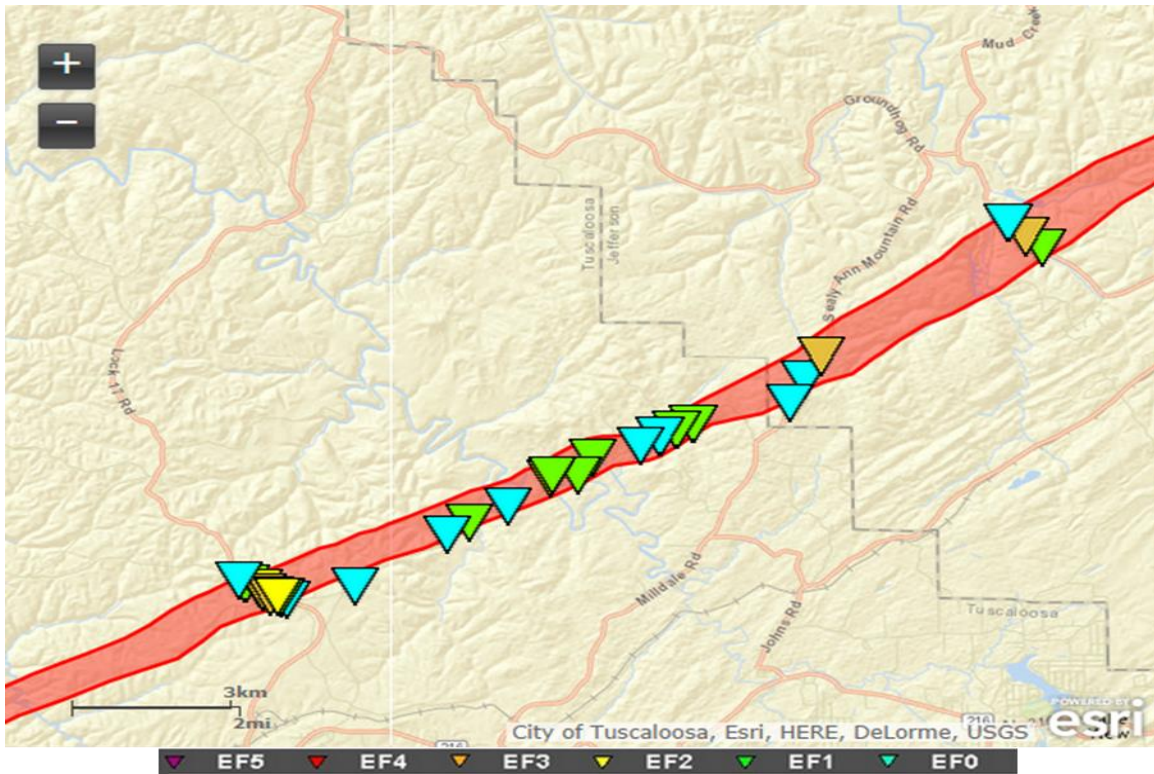 +
−
Mud Creek
Groundhog Rd
Tuscaloosa
Jefferson
Sealy Ann Mountain Rd
Lock 17 Rd
Milldale Rd
Johns Rd
Tuscaloosa
3km
2mi
216
216
POWERED BY
esri
City of Tuscaloosa, Esri, HERE, DeLorme, USGS
EF5 EF4 EF3 EF2 EF1 EF0